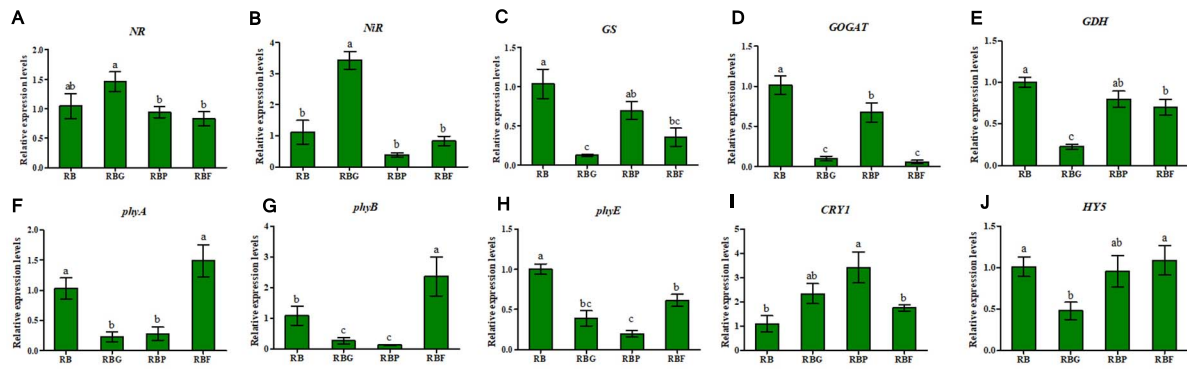 A
NR
Relative expression levels
2.0
1.5
1.0
0.5
0.0
ab
a
b
b
RB RBG RBP RBF
B
NiR
Relative expression levels
4
3
2
1
0
b
a
b
b
RB RBG RBP RBF
C
GS
Relative expression levels
1.5
1.0
0.5
0.0
a
c
ab
bc
RB RBG RBP RBF
D
GOGAT
Relative expression levels
1.5
1.0
0.5
0.0
a
c
b
c
RB RBG RBP RBF
E
GDH
Relative expression levels
1.5
1.0
0.5
0.0
a
c
ab
b
RB RBG RBP RBF
F
phyA
Relative expression levels
2.0
1.5
1.0
0.5
0.0
a
b
b
a
RB RBG RBP RBF
G
phyB
Relative expression levels
4
3
2
1
0
b
c
c
a
RB RBG RBP RBF
H
phyE
Relative expression levels
1.5
1.0
0.5
0.0
a
bc
c
b
RB RBG RBP RBF
I
CRY1
Relative expression levels
5
4
3
2
1
0
b
ab
a
b
RB RBG RBP RBF
J
HY5
Relative expression levels
1.5
1.0
0.5
0.0
a
b
ab
a
RB RBG RBP RBF